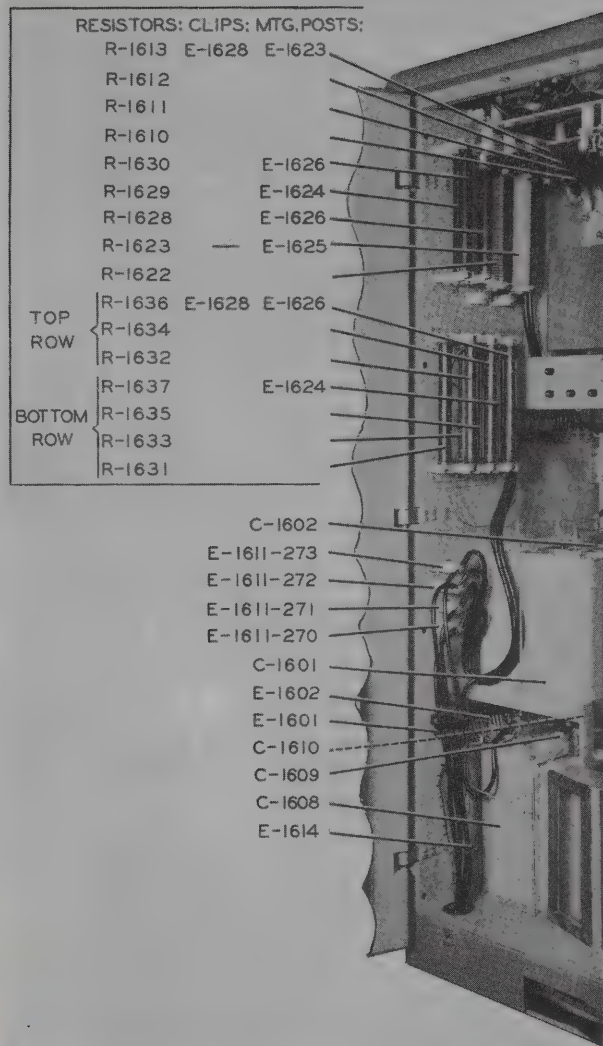 RESISTORS: CLIPS: MTG. POSTS:
R-1613 E-1628 E-1623
R-1612
R-1611
R-1610
R-1630 E-1626
R-1629 E-1624
R-1628 E-1626
R-1623 — E-1625
R-1622
TOP ROW
R-1636 E-1628 E-1626
R-1634
R-1632
BOTTOM ROW
R-1637 E-1624
R-1635
R-1633
R-1631
C-1602
E-1611-273
E-1611-272
E-1611-271
E-1611-270
C-1601
E-1602
E-1601
C-1610
C-1609
C-1608
E-1614